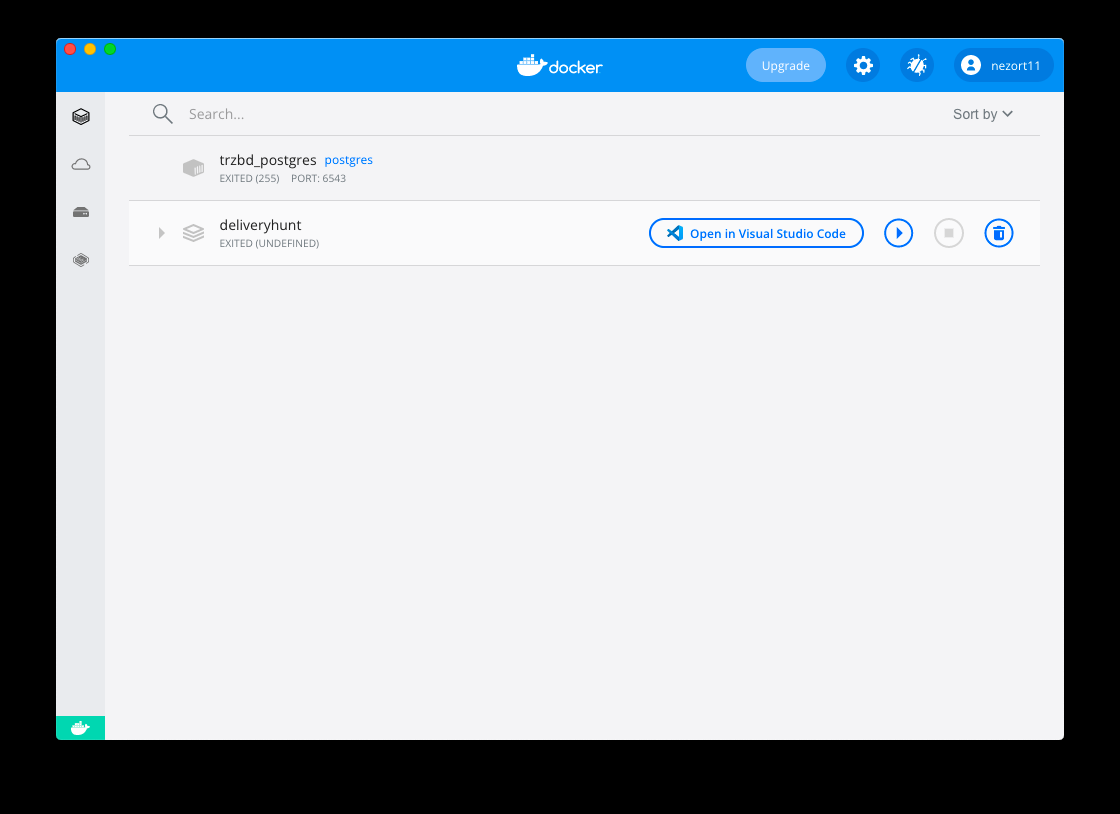 docker
Upgrade
nezort11
Search...
Sort by
trzbd_postgres postgres
EXITED (255) PORT: 6543
deliveryhunt
EXITED (UNDEFINED)
Open in Visual Studio Code